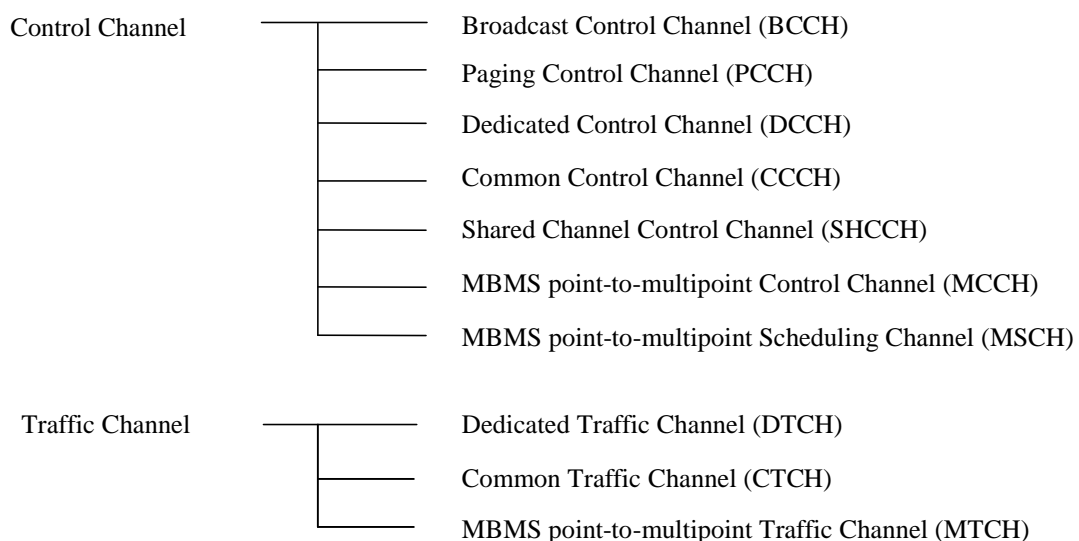 Control Channel
Broadcast Control Channel (BCCH)
Paging Control Channel (PCCH)
Dedicated Control Channel (DCCH)
Common Control Channel (CCCH)
Shared Channel Control Channel (SHCCH)
MBMS point-to-multipoint Control Channel (MCCH)
MBMS point-to-multipoint Scheduling Channel (MSCH)
Traffic Channel
Dedicated Traffic Channel (DTCH)
Common Traffic Channel (CTCH)
MBMS point-to-multipoint Traffic Channel (MTCH)